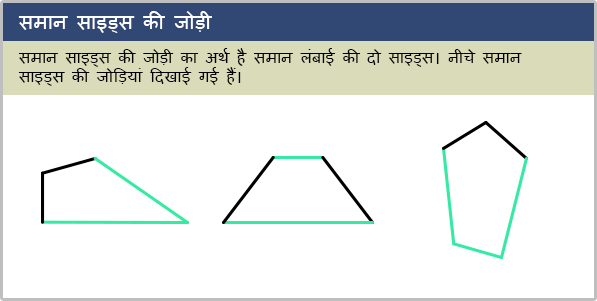 समान साइड्स की जोड़ी
समान साइड्स की जोड़ी का अर्थ है समान लंबाई की दो साइड्स। नीचे समान
साइड्स की जोड़ियां दिखाई गई हैं।